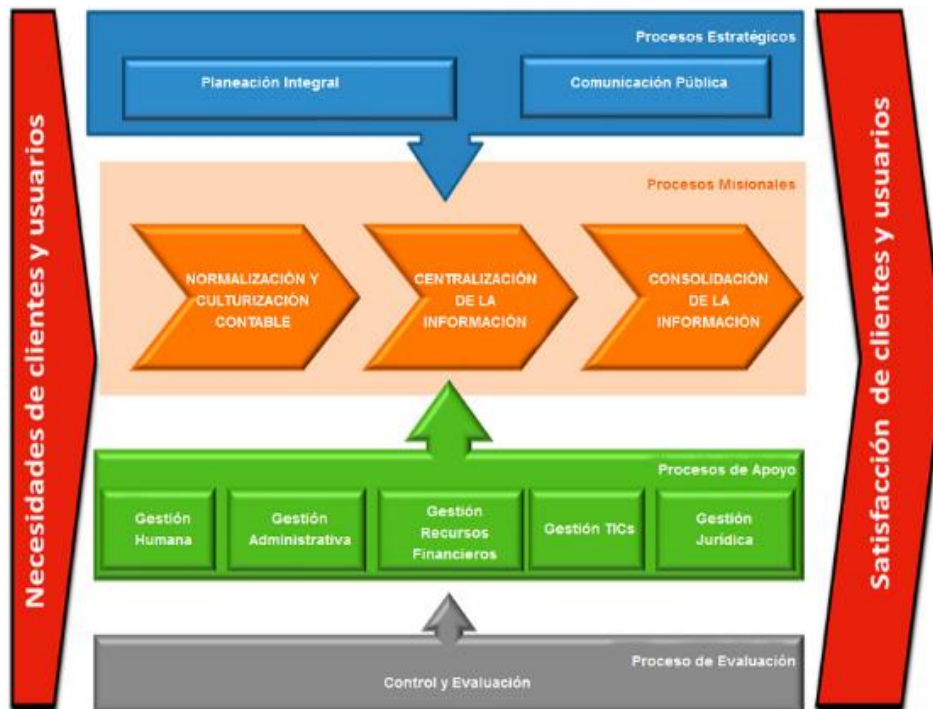 Necesidades de clientes y usuarios
Procesos Estratégicos
Planeación Integral
Comunicación Pública
Procesos Misionales
NORMALIZACIÓN Y
CULTURIZACIÓN
CONTABLE
CENTRALIZACIÓN
DE LA
INFORMACIÓN
CONSOLIDACIÓN
DE LA
INFORMACIÓN
Procesos de Apoyo
Gestión
Humana
Gestión
Administrativa
Gestión
Recursos
Financieros
Gestión TICs
Gestión
Jurídica
Proceso de Evaluación
Control y Evaluación
Satisfacción de clientes y usuarios